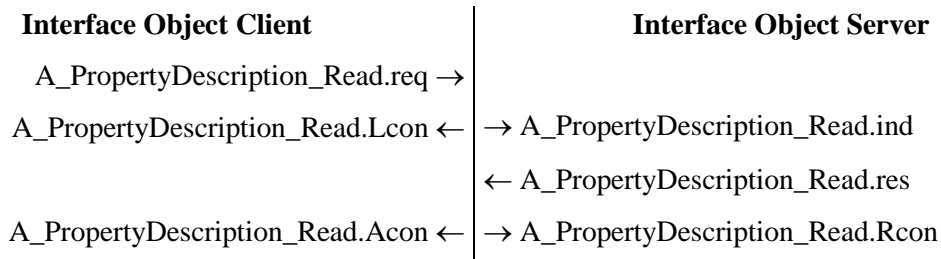 Interface Object Client Interface Object Server
A_PropertyDescription_Read.req →
A_PropertyDescription_Read.Lcon ← → A_PropertyDescription_Read.ind
← A_PropertyDescription_Read.res
A_PropertyDescription_Read.Acon ← → A_PropertyDescription_Read.Rcon